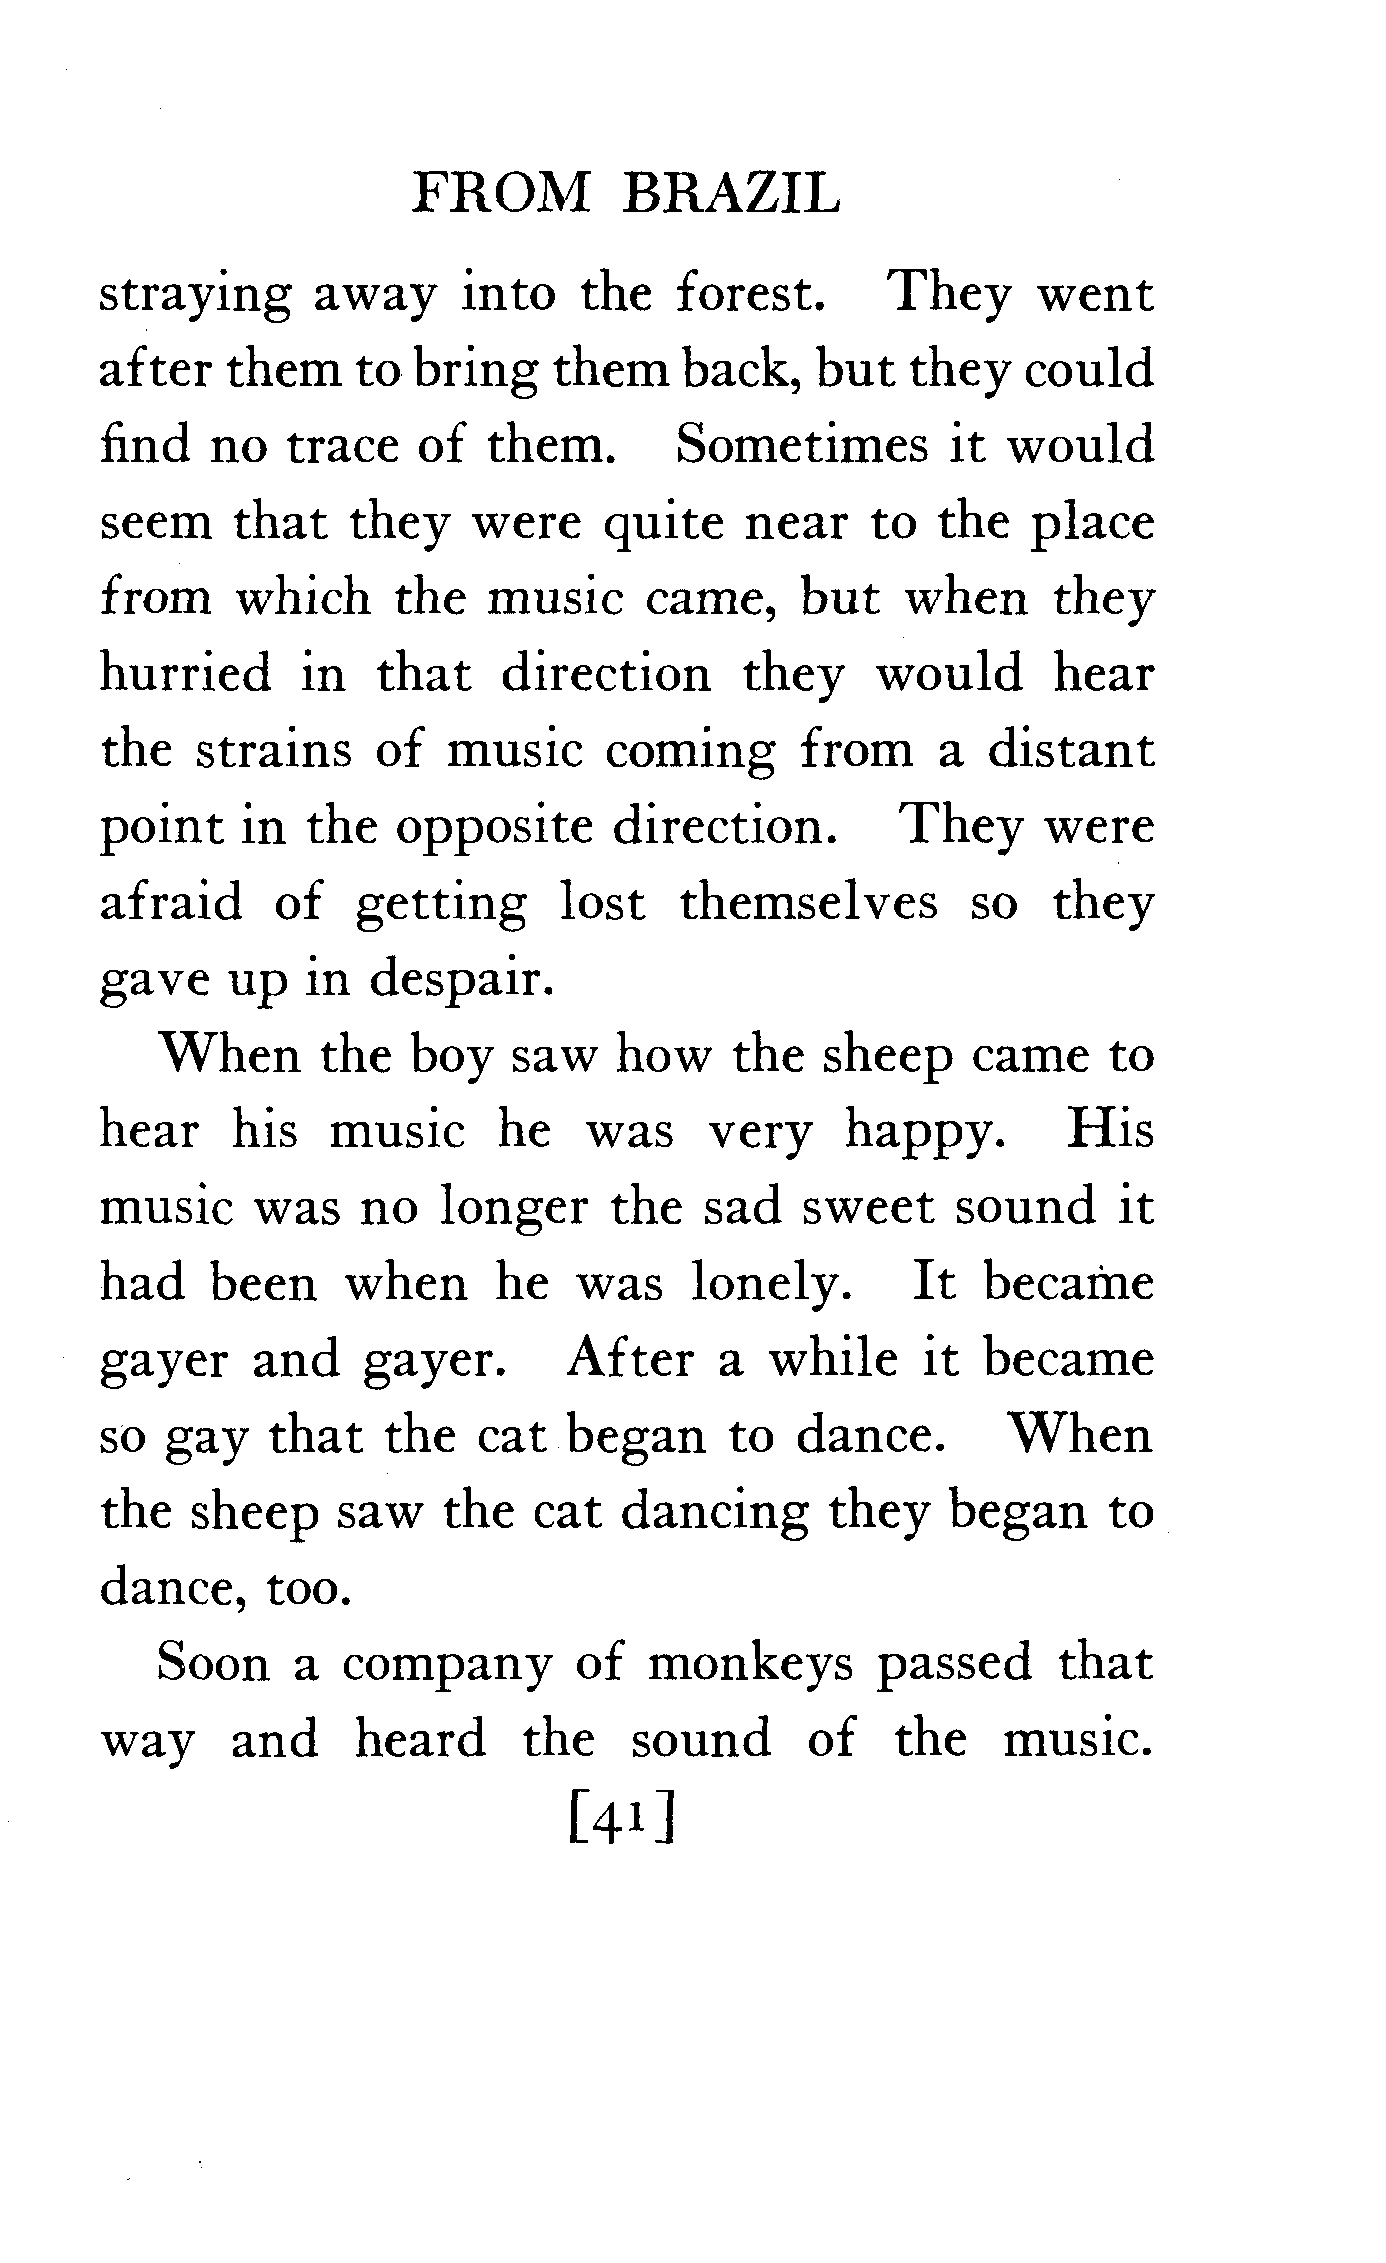 FROM BRAZIL
straying away into the forest. They went
after them to bring them back, but they could
find no trace of them. Sometimes it would
seem that they were quite near to the place
from which the music came, but when they
hurried in that direction they would hear
the strains of music coming from a distant
point in the opposite direction. They were
afraid of getting lost themselves so they
gave up in despair.
When the boy saw how the sheep came to
hear his music he was very happy. His
music was no longer the sad sweet sound it
had been when he was lonely. It became
gayer and gayer. After a while it became
so gay that the cat began to dance. When
the sheep saw the cat dancing they began to
dance, too.
Soon a company of monkeys passed that
way and heard the sound of the music.
[41]